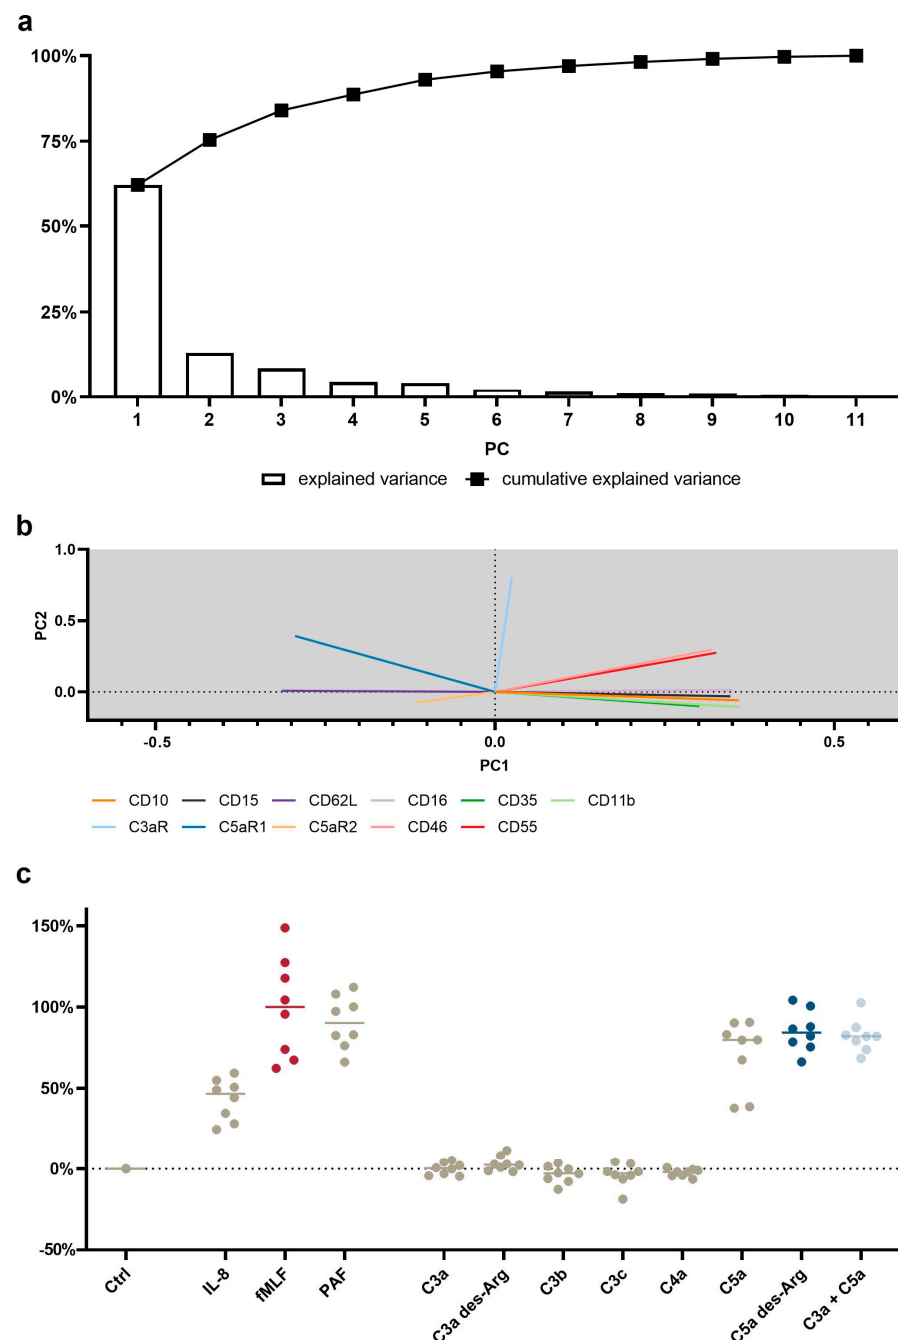 a
100%
75%
50%
25%
0%
1 2 3 4 5 6 7 8 9 10 11
PC
explained variance cumulative explained variance
b
1.0
0.5
0.0
PC2
-0.5 0.0 0.5
PC1
CD10 CD15 CD62L CD16 CD35 CD11b
C3aR C5aR1 C5aR2 CD46 CD55
c
150%
100%
50%
0%
-50%
Ctrl IL-8 fMLF PAF C3a C3a des-Arg C3b C3c C4a C5a C5a des-Arg C3a + C5a